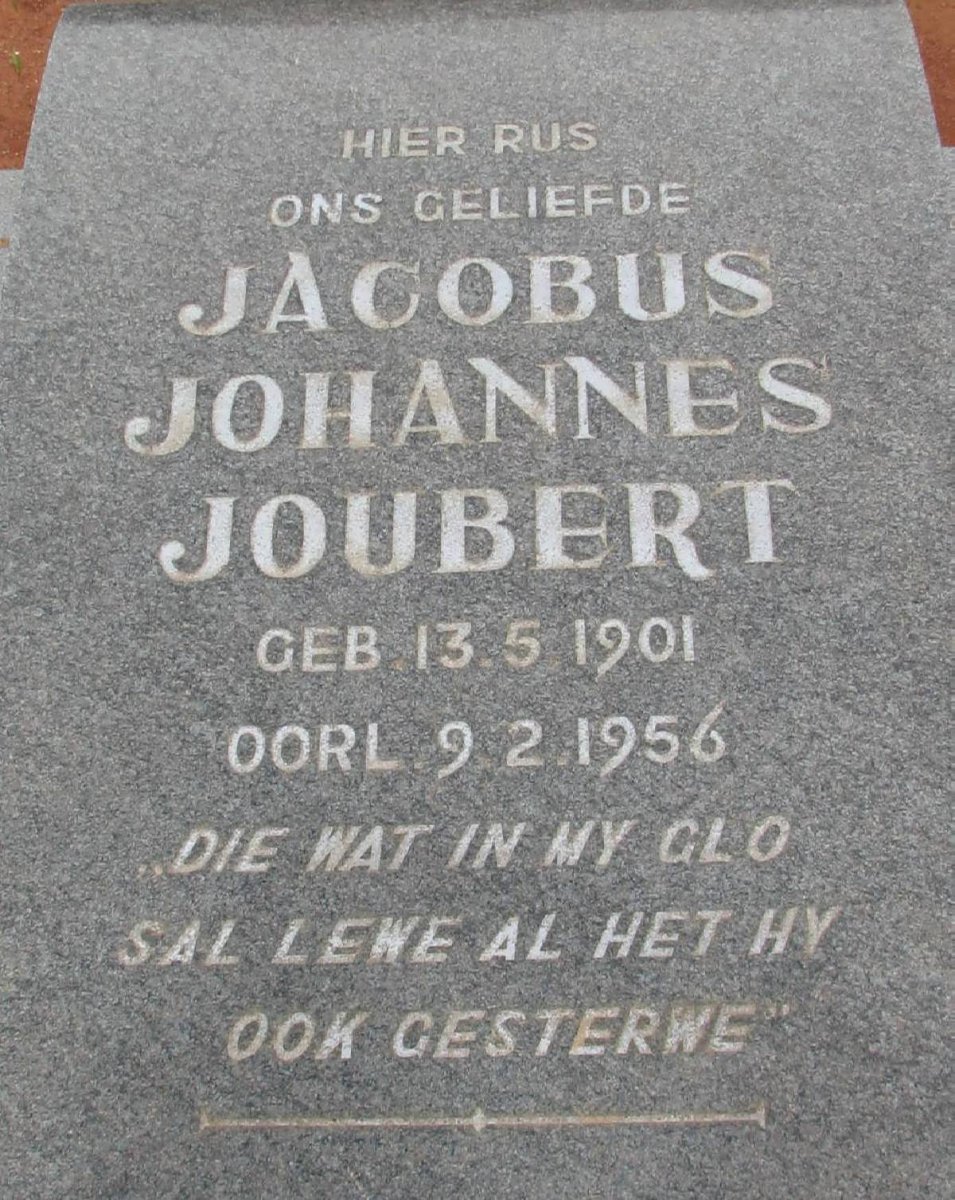 HIER RUS
ONS GELIEFDE
JACOBUS
JOHANNES
JOUBERT
GEB. 13.5.1901
OORL. 9.2.1956
„DIE WAT IN MY GLO
SAL LEWE AL HET HY
OOK GESTERWE"